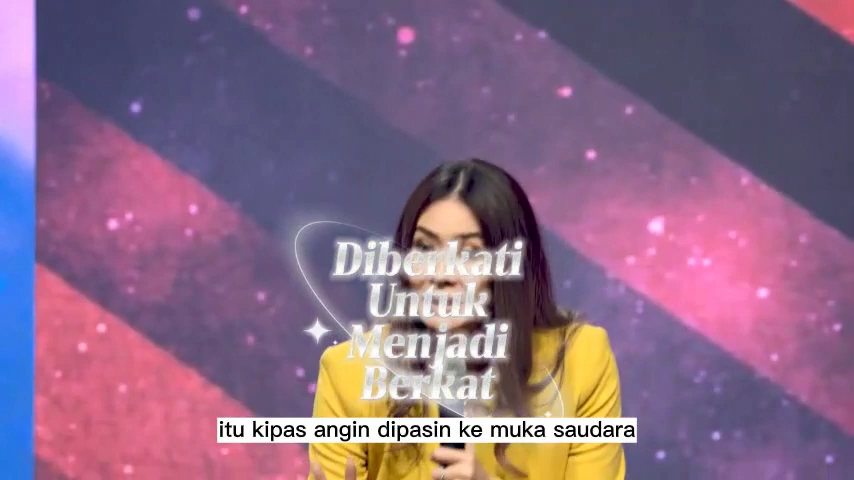 Diberkati
Untuk
Menjadi
Berkat
itu kipas angin dipasin ke muka saudara